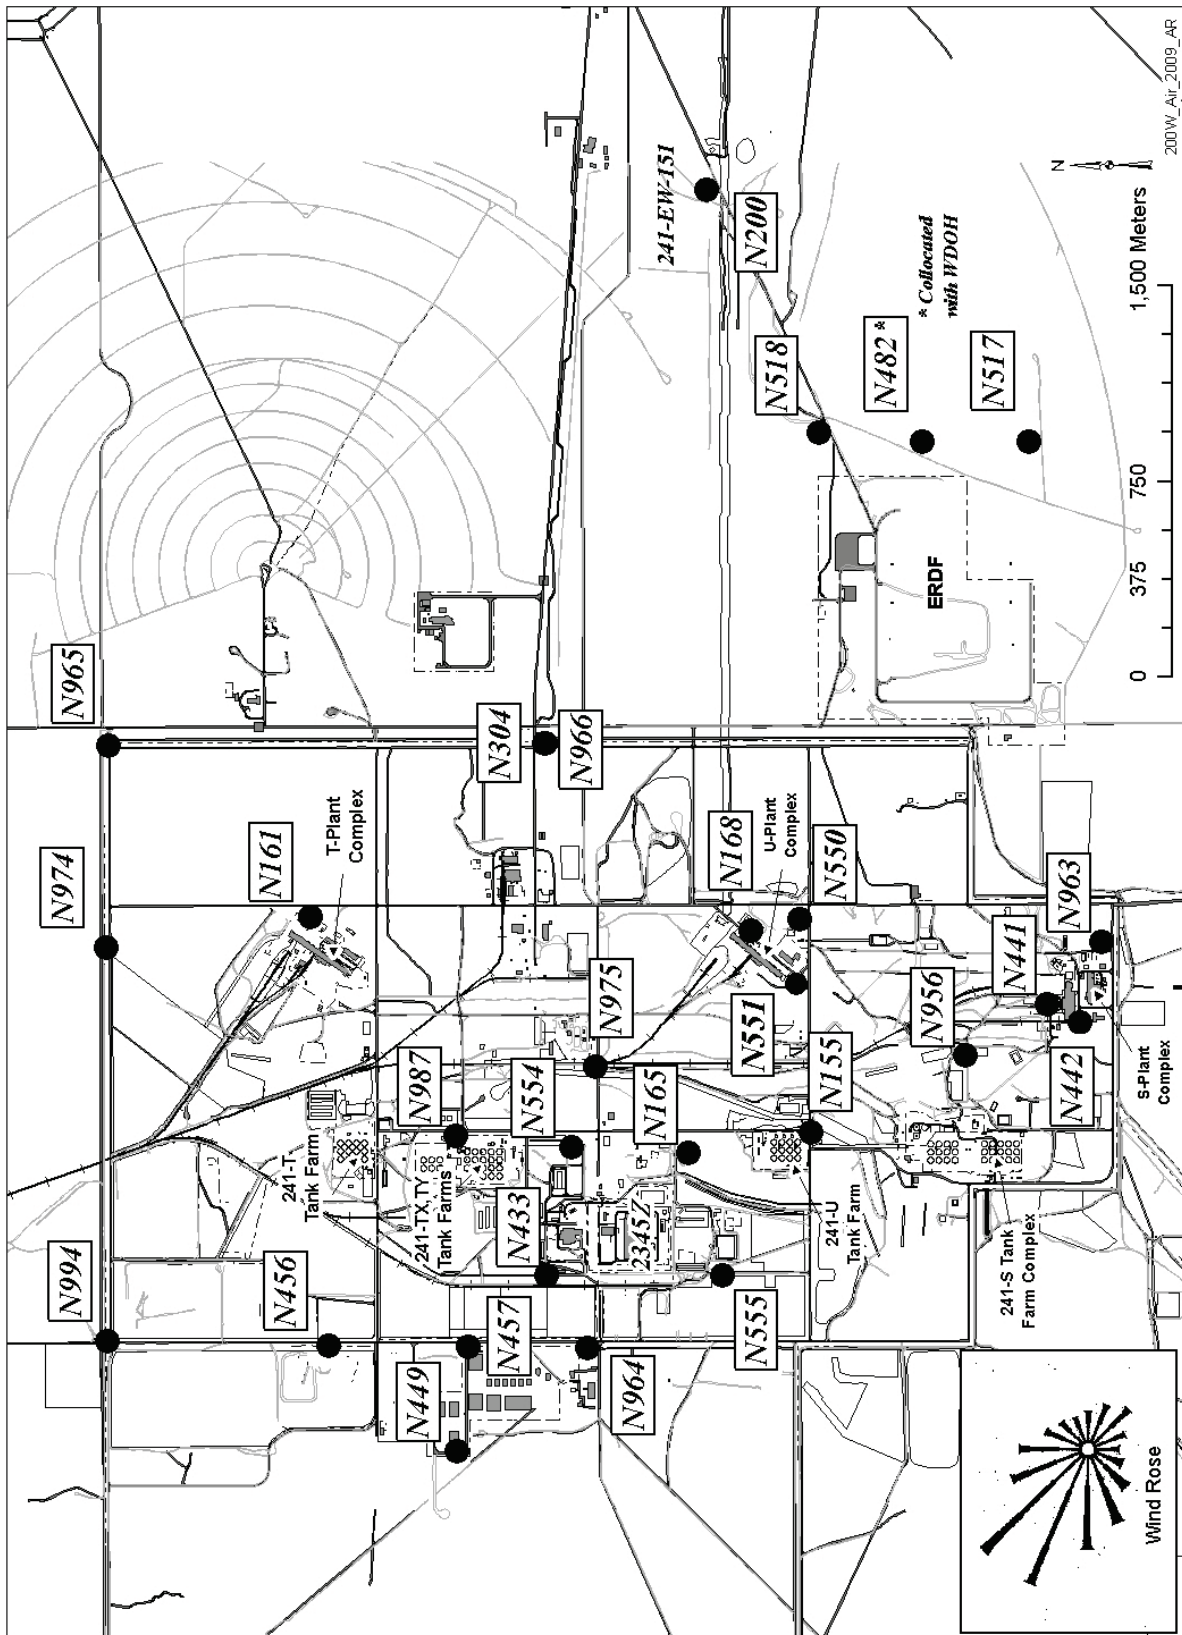 N994
N974
N965
N456
N161
T-Plant
Complex
241-T
Tank Farm
N449
N987
241-TX,TY
Tank Farms
N457
N433
N554
N304
N966
N964
N975
2345Z
N165
241-EW-151
N200
N555
N551
N168
U-Plant
Complex
N518
N155
N550
241-U
Tank Farm
N482*
* Collocated
with WDOH
N956
ERDF
N517
241-S Tank
Farm Complex
N441
N442
N963
S-Plant
Complex
N
0 375 750 1,500 Meters
Wind Rose
200W_Air_2009_AR